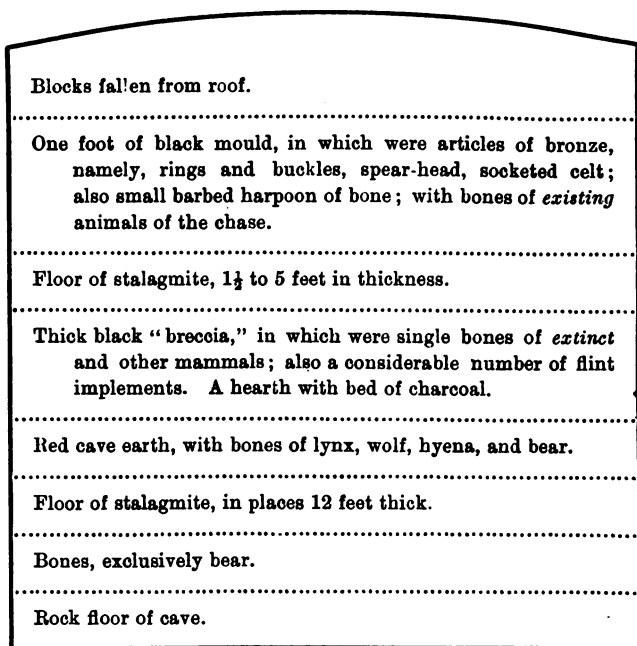 Blocks fallen from roof.
One foot of black mould, in which were articles of bronze,
namely, rings and buckles, spear-head, socketed celt;
also small barbed harpoon of bone; with bones of existing
animals of the chase.
Floor of stalagmite, 1½ to 5 feet in thickness.
Thick black “breccia,” in which were single bones of extinct
and other mammals; also a considerable number of flint
implements. A hearth with bed of charcoal.
Red cave earth, with bones of lynx, wolf, hyena, and bear.
Floor of stalagmite, in places 12 feet thick.
Bones, exclusively bear.
Rock floor of cave.